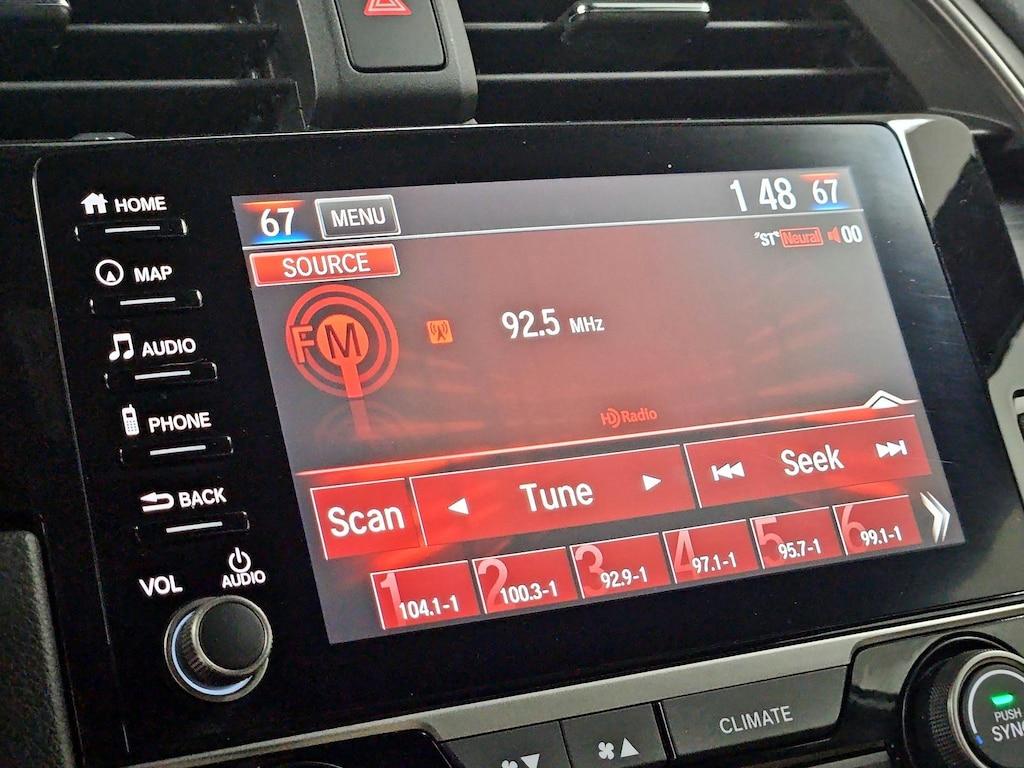 HOME
MAP
AUDIO
PHONE
BACK
VOL
AUDIO
67 MENU 1 48 67
SOURCE "ST" Neural 00
FM 92.5 MHz
HD Radio
Scan Tune Seek
1 104.1-1
2 100.3-1
3 92.9-1
4 97.1-1
5 95.7-1
6 99.1-1
CLIMATE
PUSH
SYN